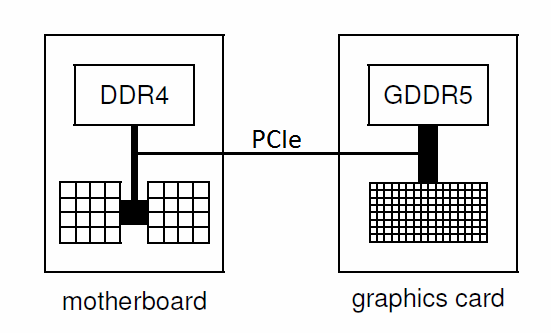 DDR4
GDDR5
PCIe
motherboard
graphics card